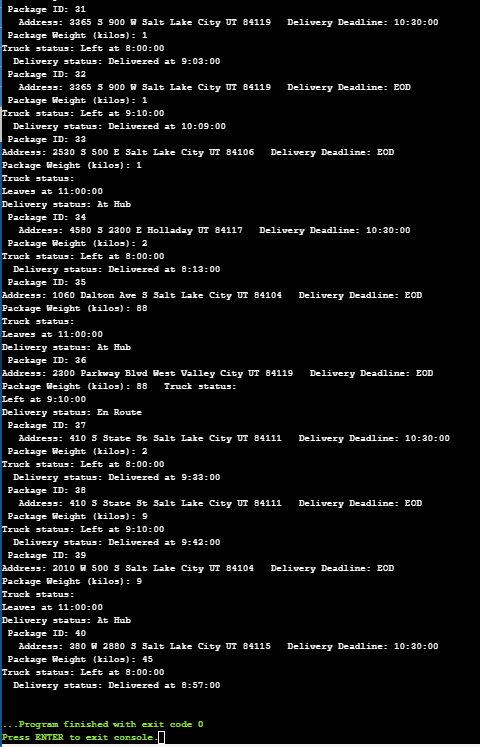 Package ID: 31
Address: 3365 S 900 W Salt Lake City UT 84119   Delivery Deadline: 10:30:00
Package Weight (kilos): 1
Truck status: Left at 8:00:00
Delivery status: Delivered at 9:03:00
Package ID: 32
Address: 3365 S 900 W Salt Lake City UT 84119   Delivery Deadline: EOD
Package Weight (kilos): 1
Truck status: Left at 9:10:00
Delivery status: Delivered at 10:09:00
Package ID: 33
Address: 2530 S 500 E Salt Lake City UT 84106   Delivery Deadline: EOD
Package Weight (kilos): 1
Truck status:
Leaves at 11:00:00
Delivery status: At Hub
Package ID: 34
Address: 4580 S 2300 E Holladay UT 84117   Delivery Deadline: 10:30:00
Package Weight (kilos): 2
Truck status: Left at 8:00:00
Delivery status: Delivered at 8:13:00
Package ID: 35
Address: 1060 Dalton Ave S Salt Lake City UT 84104   Delivery Deadline: EOD
Package Weight (kilos): 88
Truck status:
Leaves at 11:00:00
Delivery status: At Hub
Package ID: 36
Address: 2300 Parkway Blvd West Valley City UT 84119   Delivery Deadline: EOD
Package Weight (kilos): 88   Truck status:
Left at 9:10:00
Delivery status: En Route
Package ID: 37
Address: 410 S State St Salt Lake City UT 84111   Delivery Deadline: 10:30:00
Package Weight (kilos): 2
Truck status: Left at 8:00:00
Delivery status: Delivered at 9:33:00
Package ID: 38
Address: 410 S State St Salt Lake City UT 84111   Delivery Deadline: EOD
Package Weight (kilos): 9
Truck status: Left at 9:10:00
Delivery status: Delivered at 9:42:00
Package ID: 39
Address: 2010 W 500 S Salt Lake City UT 84104   Delivery Deadline: EOD
Package Weight (kilos): 9
Truck status:
Leaves at 11:00:00
Delivery status: At Hub
Package ID: 40
Address: 380 W 2880 S Salt Lake City UT 84115   Delivery Deadline: 10:30:00
Package Weight (kilos): 45
Truck status: Left at 8:00:00
Delivery status: Delivered at 8:57:00
...Program finished with exit code 0
Press ENTER to exit console.